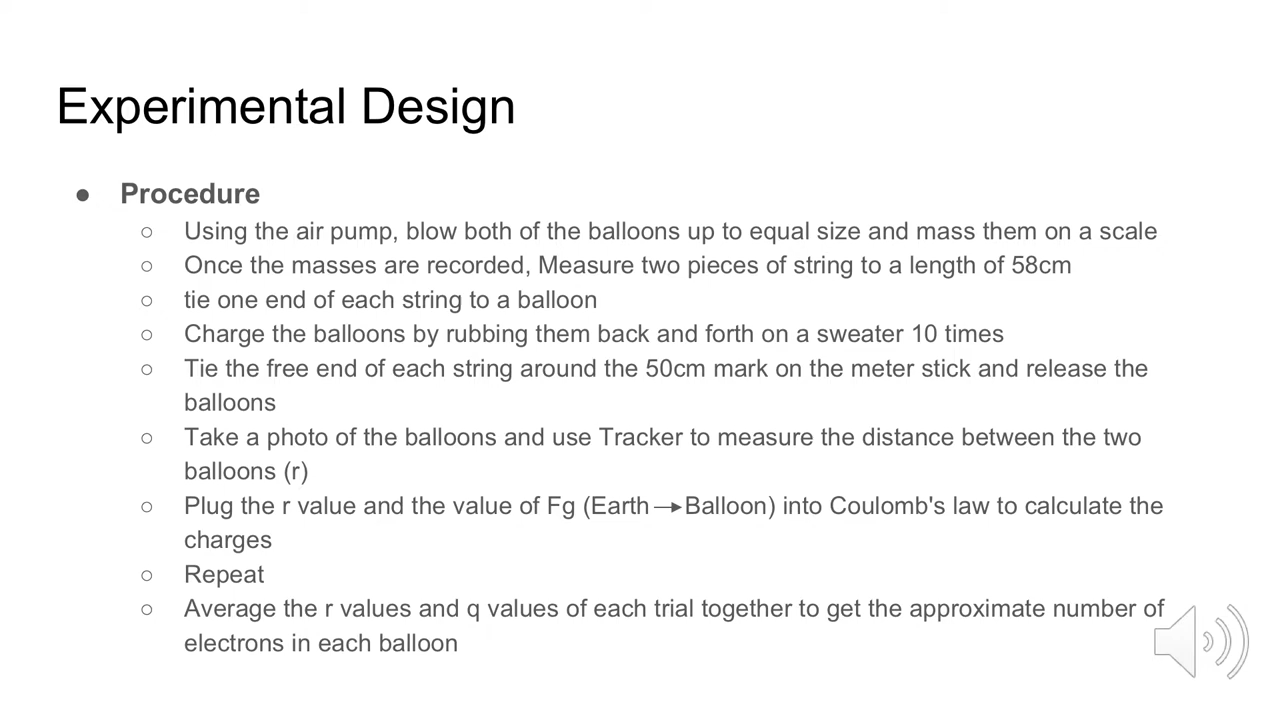 Experimental Design
● Procedure
○ Using the air pump, blow both of the balloons up to equal size and mass them on a scale
○ Once the masses are recorded, Measure two pieces of string to a length of 58cm
○ tie one end of each string to a balloon
○ Charge the balloons by rubbing them back and forth on a sweater 10 times
○ Tie the free end of each string around the 50cm mark on the meter stick and release the
balloons
○ Take a photo of the balloons and use Tracker to measure the distance between the two
balloons (r)
○ Plug the r value and the value of Fg (Earth→Balloon) into Coulomb's law to calculate the
charges
○ Repeat
○ Average the r values and q values of each trial together to get the approximate number of
electrons in each balloon